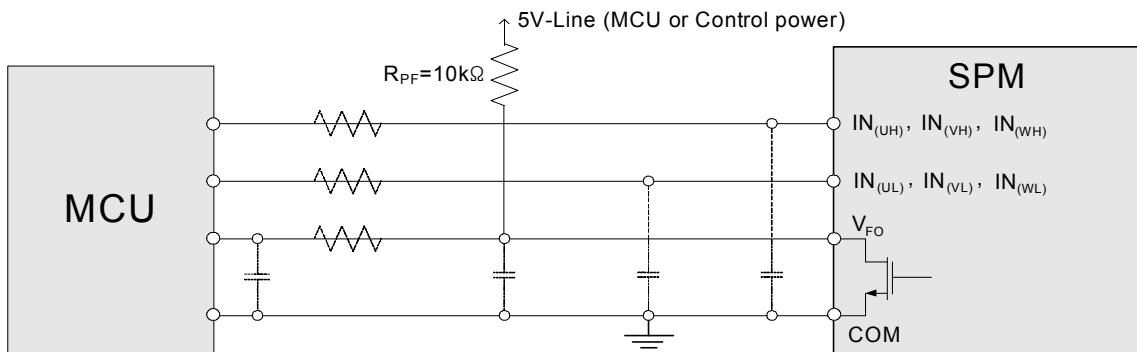 5V-Line (MCU or Control power)
R_PF=10kΩ
SPM
MCU
IN_(UH), IN_(VH), IN_(WH)
IN_(UL), IN_(VL), IN_(WL)
V_FO
COM